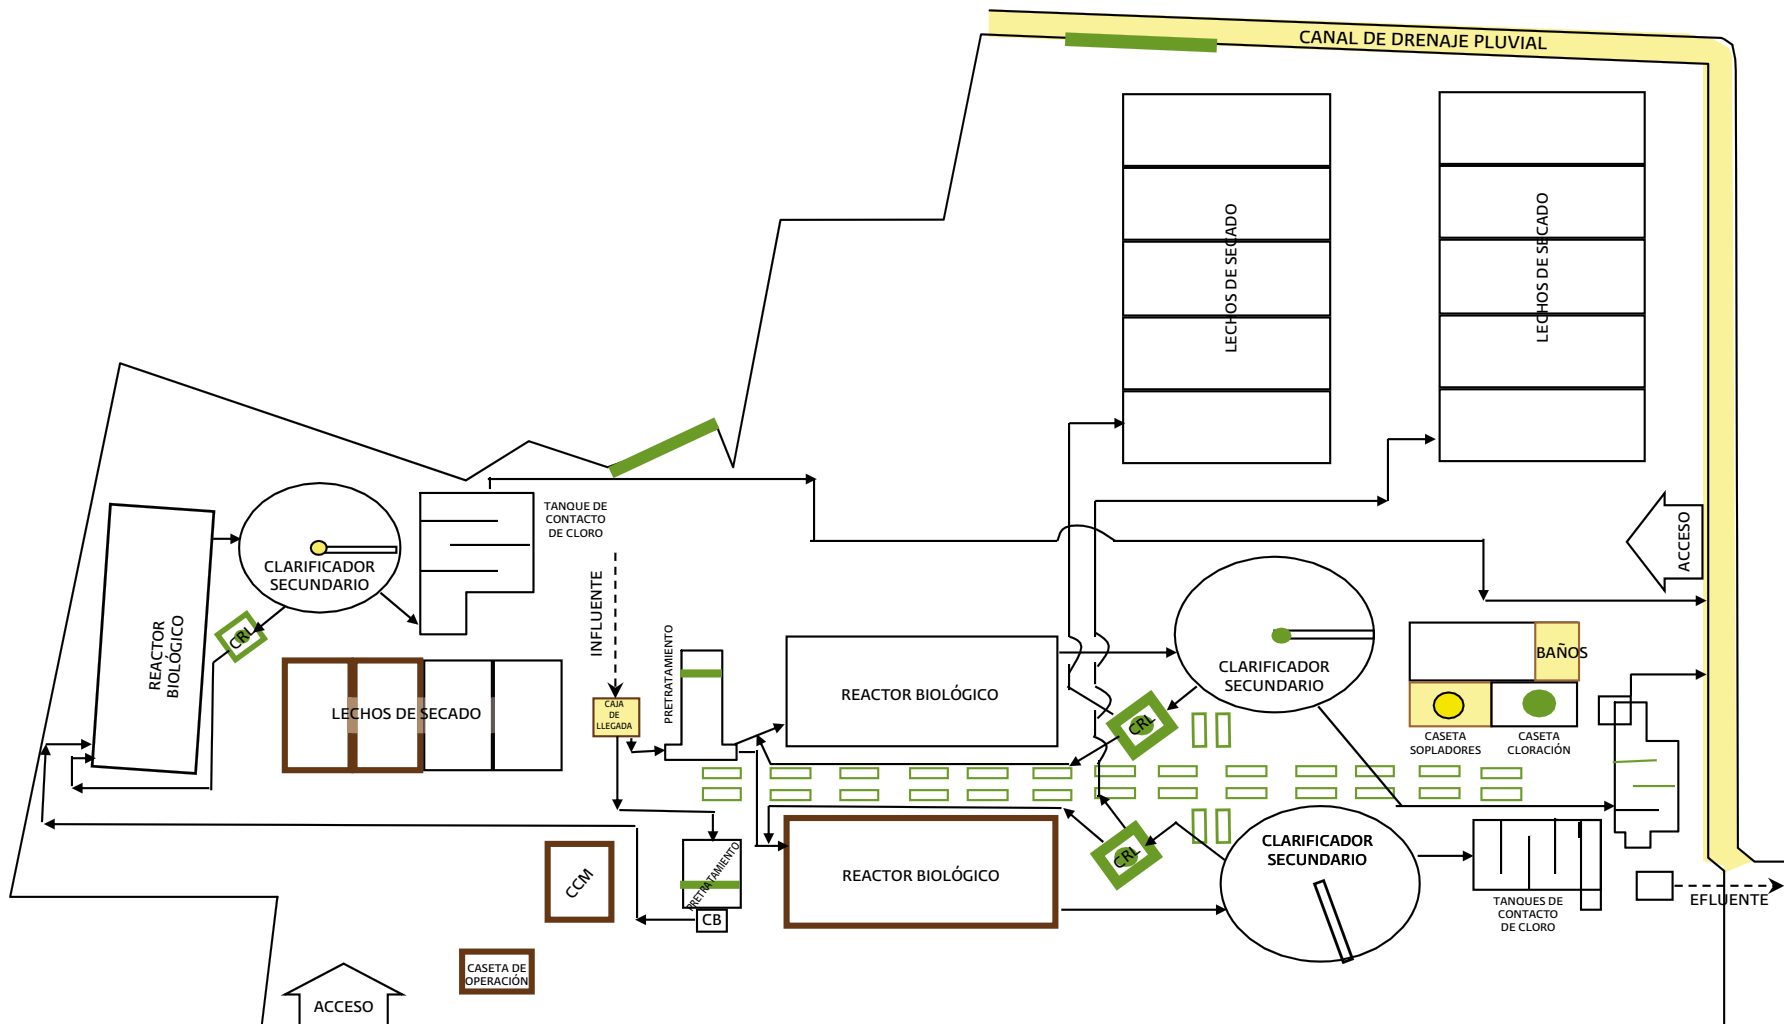 CANAL DE DRENAJE PLUVIAL
LECHOS DE SECADO
LECHOS DE SECADO
ACCESO
TANQUE DE
CONTACTO
DE CLORO
CLARIFICADOR
SECUNDARIO
REACTOR
BIOLÓGICO
CRL
LECHOS DE SECADO
INFLUENTE
CAJA
DE
LLEGADA
PRETRATAMIENTO
REACTOR BIOLÓGICO
CLARIFICADOR
SECUNDARIO
CRL
BAÑOS
CASETA
SOPLADORES
CASETA
CLORACIÓN
PRETRATAMIENTO
CB
CCM
REACTOR BIOLÓGICO
CRL
CLARIFICADOR
SECUNDARIO
TANQUES DE
CONTACTO
DE CLORO
EFLUENTE
CASETA DE
OPERACIÓN
ACCESO